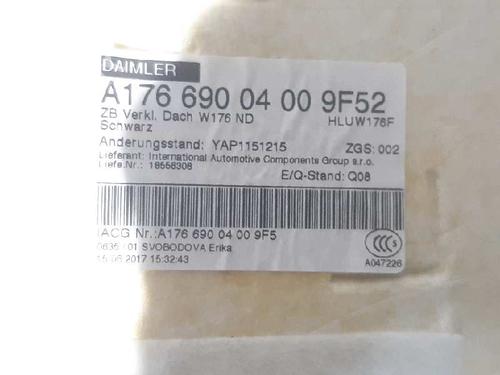 DAIMLER
A176 690 04 00 9F52
ZB Verkl. Dach W176 ND
HLUW176F
Schwarz
Änderungsstand: YAP1151215 ZGS: 002
Lieferant: International Automotive Components Group s.r.o.
Liefe.Nr.: 18558308
E/Q-Stand: Q08
IACG Nr.:A176 690 04 00 9F5
0635 / 01 SVOBODOVA Erika
15.06.2017 15:32:43
CCC
A047226